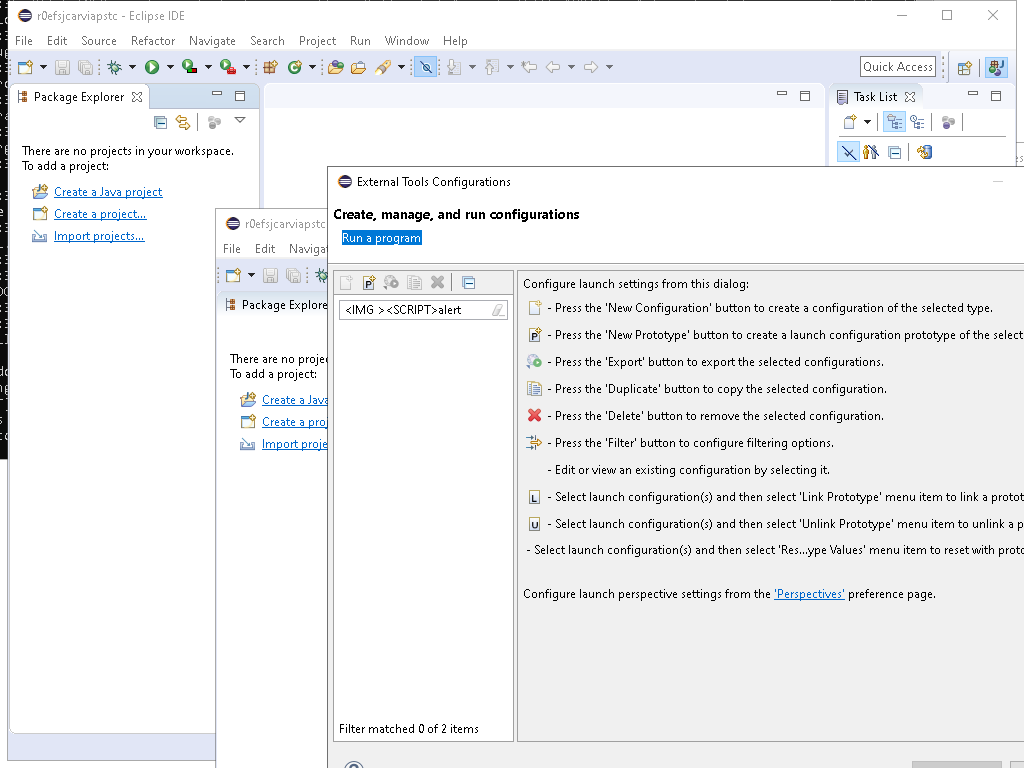 r0efsjcarviapstc - Eclipse IDE
File Edit Source Refactor Navigate Search Project Run Window Help
Quick Access
Package Explorer
Task List
There are no projects in your workspace.
To add a project:
Create a Java project
Create a project...
Import projects...
r0efsjcarviapstc
File Edit Naviga
Package Explore
There are no projec
To add a project:
Create a Java
Create a proj
Import proje
External Tools Configurations
Create, manage, and run configurations
Run a program
<IMG ><SCRIPT>alert
Filter matched 0 of 2 items
Configure launch settings from this dialog:
- Press the 'New Configuration' button to create a configuration of the selected type.
- Press the 'New Prototype' button to create a launch configuration prototype of the select
- Press the 'Export' button to export the selected configurations.
- Press the 'Duplicate' button to copy the selected configuration.
- Press the 'Delete' button to remove the selected configuration.
- Press the 'Filter' button to configure filtering options.
- Edit or view an existing configuration by selecting it.
- Select launch configuration(s) and then select 'Link Prototype' menu item to link a protot
- Select launch configuration(s) and then select 'Unlink Prototype' menu item to unlink a p
- Select launch configuration(s) and then select 'Res...ype Values' menu item to reset with proto
Configure launch perspective settings from the 'Perspectives' preference page.